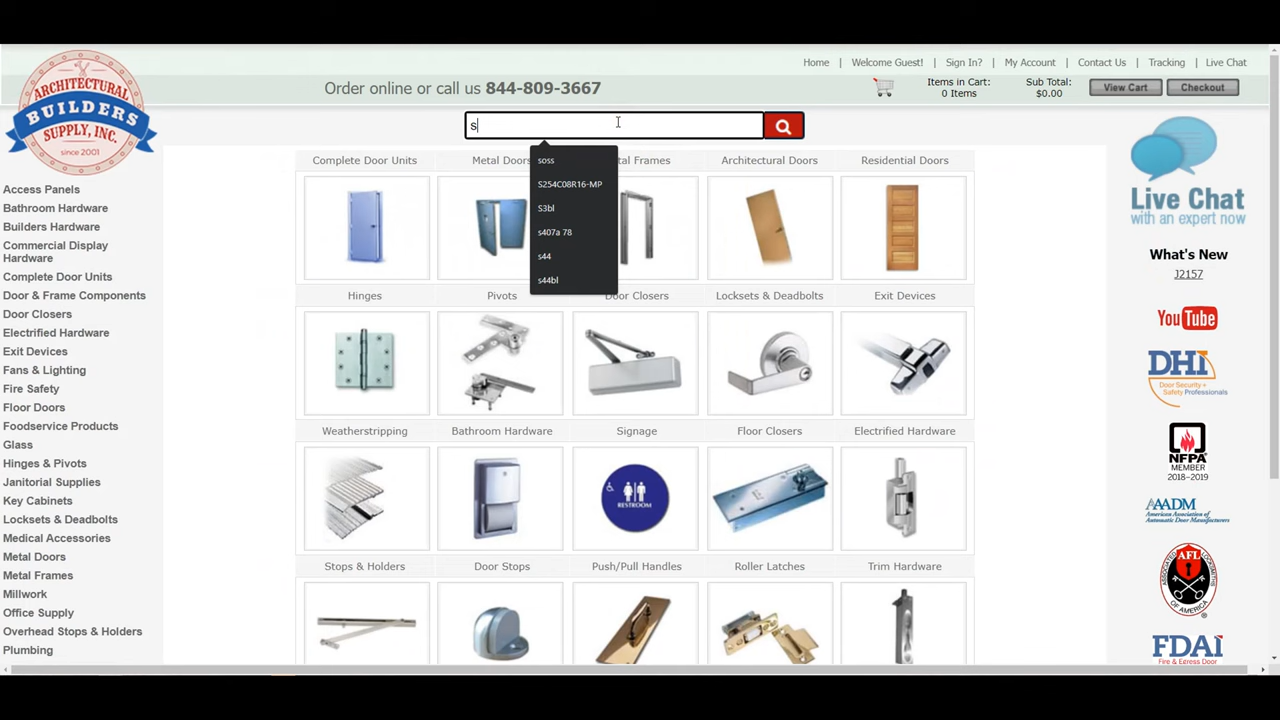 Home | Welcome Guest! | Sign In? | My Account | Contact Us | Tracking | Live Chat
ARCHITECTURAL
BUILDERS
SUPPLY, INC.
since 2001
Order online or call us 844-809-3667
Items in Cart:
0 Items
Sub Total:
$0.00
View Cart
Checkout
s
soss
S254C08R16-MP
S3bl
s407a 78
s44
s44bl
Access Panels
Bathroom Hardware
Builders Hardware
Commercial Display
Hardware
Complete Door Units
Door & Frame Components
Door Closers
Electrified Hardware
Exit Devices
Fans & Lighting
Fire Safety
Floor Doors
Foodservice Products
Glass
Hinges & Pivots
Janitorial Supplies
Key Cabinets
Locksets & Deadbolts
Medical Accessories
Metal Doors
Metal Frames
Millwork
Office Supply
Overhead Stops & Holders
Plumbing
Complete Door Units
Metal Doors
tal Frames
Architectural Doors
Residential Doors
Hinges
Pivots
Door Closers
Locksets & Deadbolts
Exit Devices
Weatherstripping
Bathroom Hardware
Signage
Floor Closers
Electrified Hardware
RESTROOM
Stops & Holders
Door Stops
Push/Pull Handles
Roller Latches
Trim Hardware
Live Chat
with an expert now
What's New
J2157
YouTube
DHI
Door Security +
Safety Professionals
NFPA
MEMBER
2018-2019
AAADM
American Association of
Automatic Door Manufacturers
ASSOCIATED
AFL
LOCKSMITHS
OF AMERICA
FDAI
Fire & Egress Door